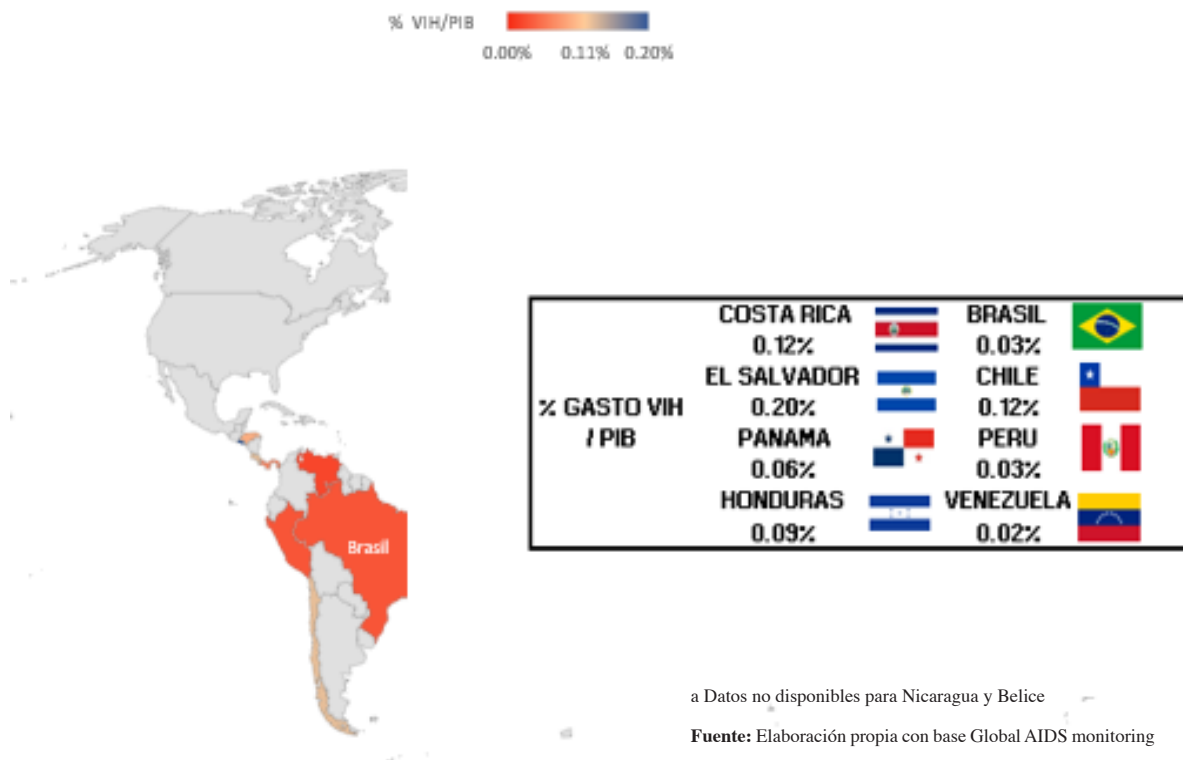 % VIH/PIB
0.00% 0.11% 0.20%
COSTA RICA BRASIL
0.12% 0.03%
EL SALVADOR CHILE
% GASTO VIH / PIB
0.20% 0.12%
PANAMA PERU
0.06% 0.03%
HONDURAS VENEZUELA
0.09% 0.02%
Brasil
a Datos no disponibles para Nicaragua y Belice
Fuente: Elaboración propia con base Global AIDS monitoring